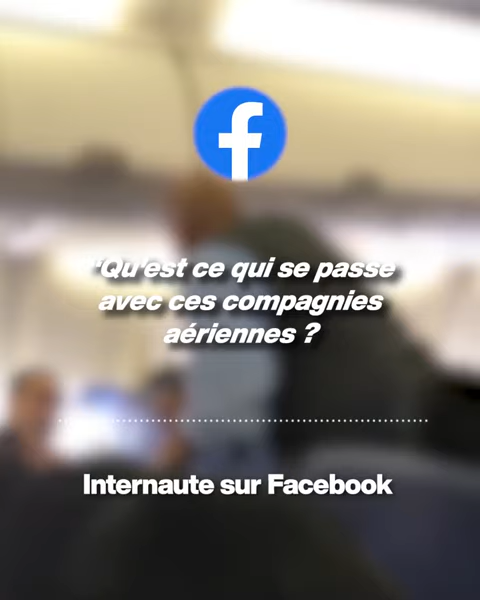 "Qu'est ce qui se passe
avec ces compagnies
aériennes ?
Internaute sur Facebook